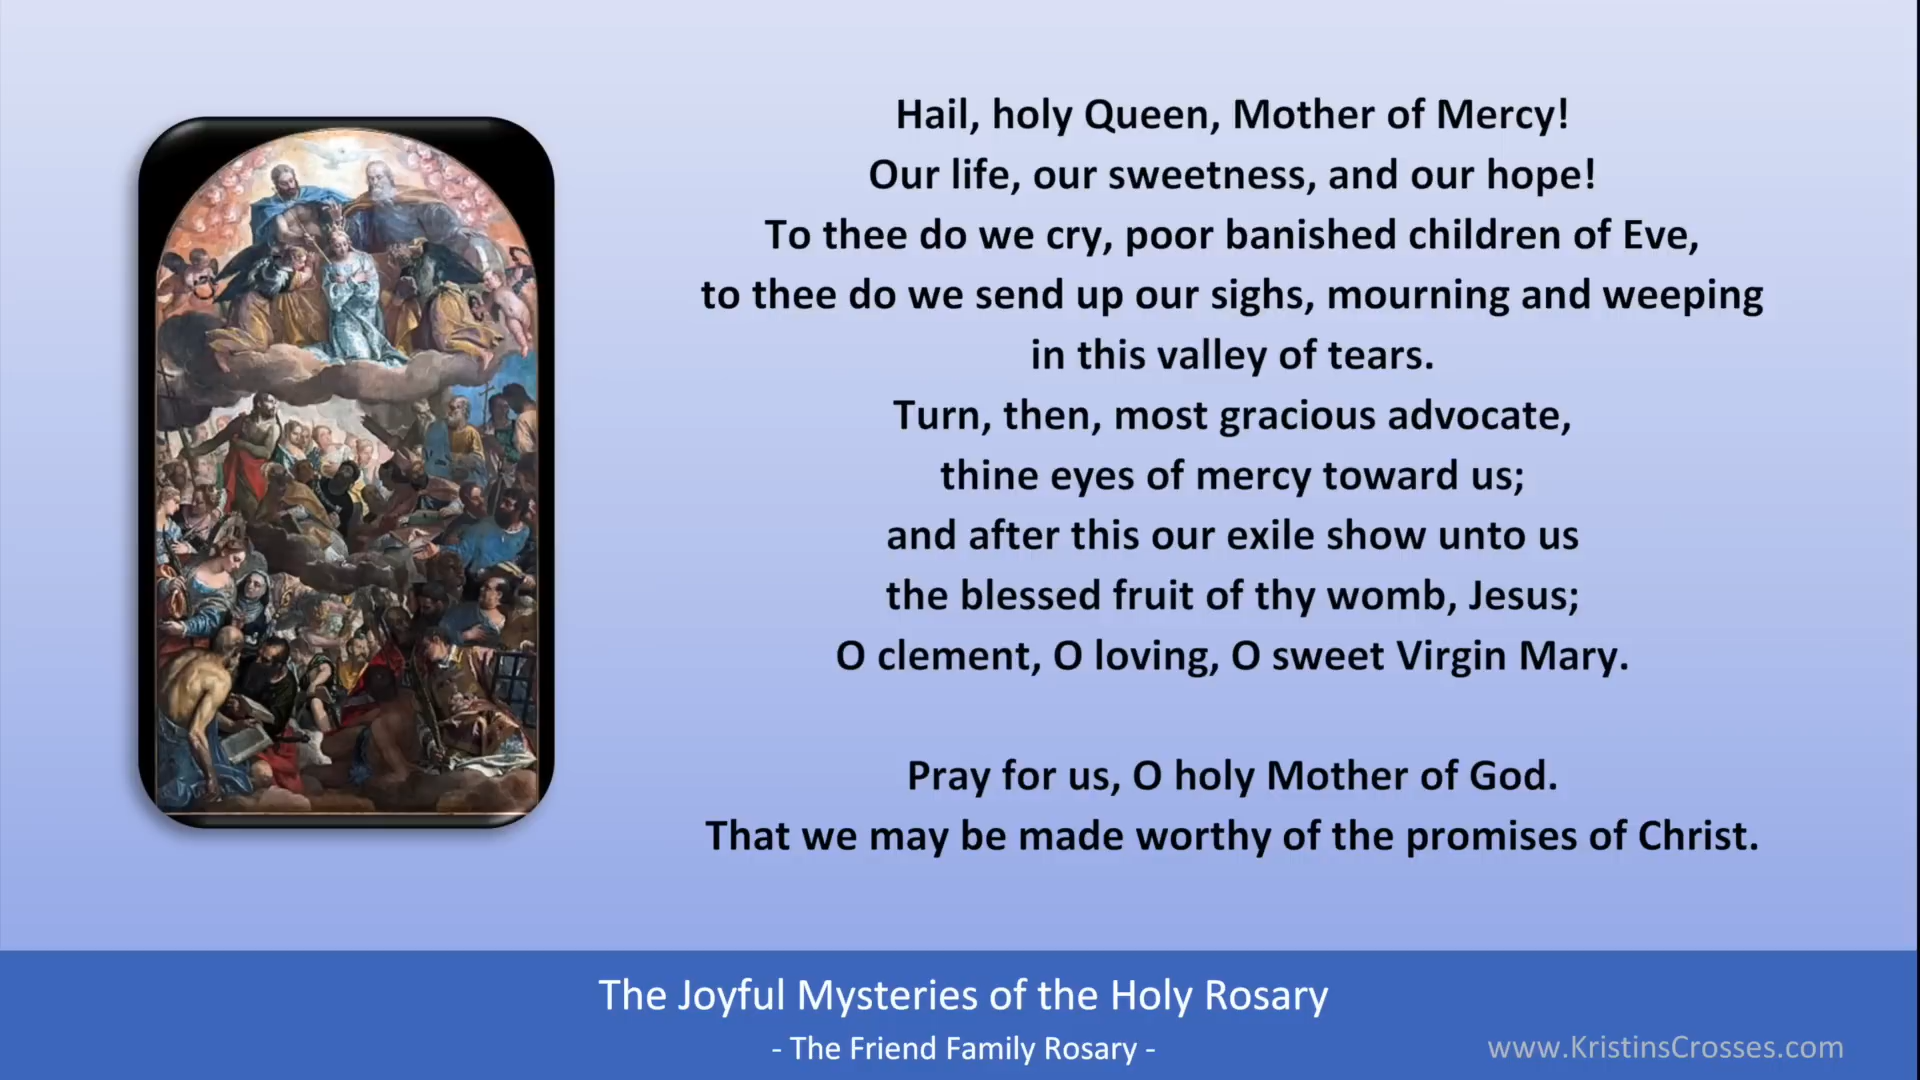 Hail, holy Queen, Mother of Mercy!
Our life, our sweetness, and our hope!
To thee do we cry, poor banished children of Eve,
to thee do we send up our sighs, mourning and weeping
in this valley of tears.
Turn, then, most gracious advocate,
thine eyes of mercy toward us;
and after this our exile show unto us
the blessed fruit of thy womb, Jesus;
O clement, O loving, O sweet Virgin Mary.
Pray for us, O holy Mother of God.
That we may be made worthy of the promises of Christ.
The Joyful Mysteries of the Holy Rosary
- The Friend Family Rosary -
www.KristinsCrosses.com